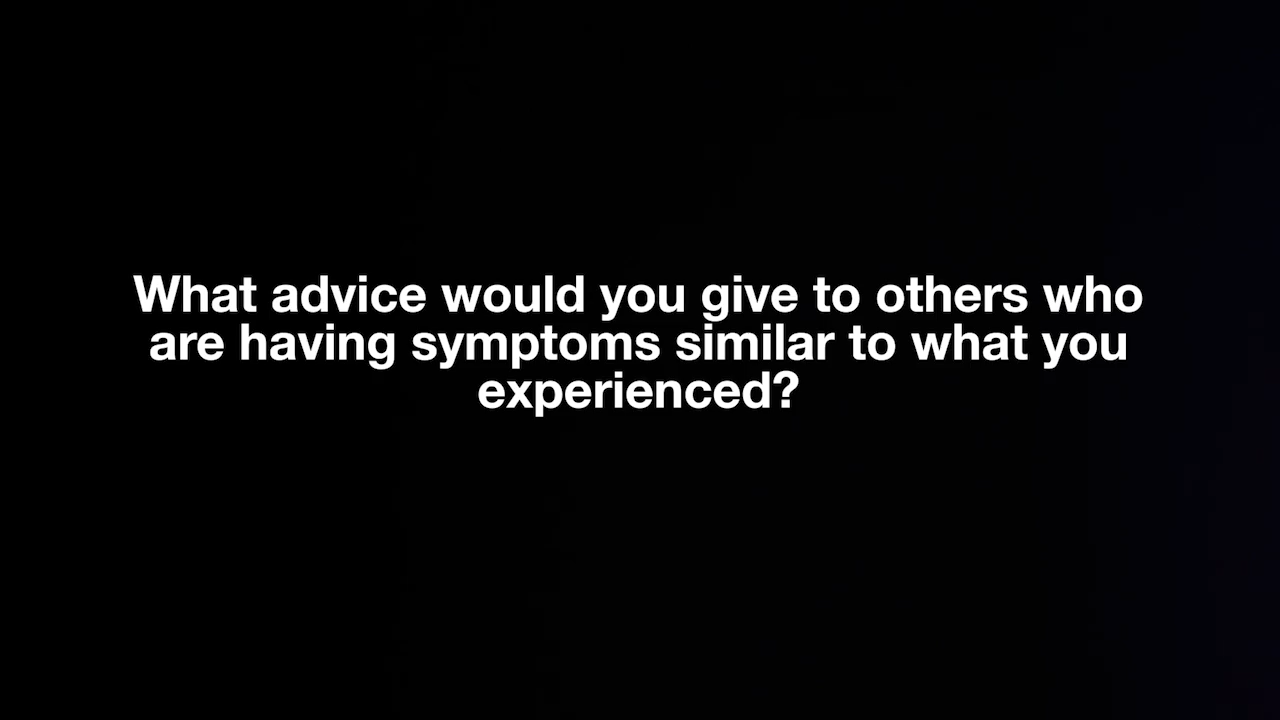 What advice would you give to others who
are having symptoms similar to what you
experienced?